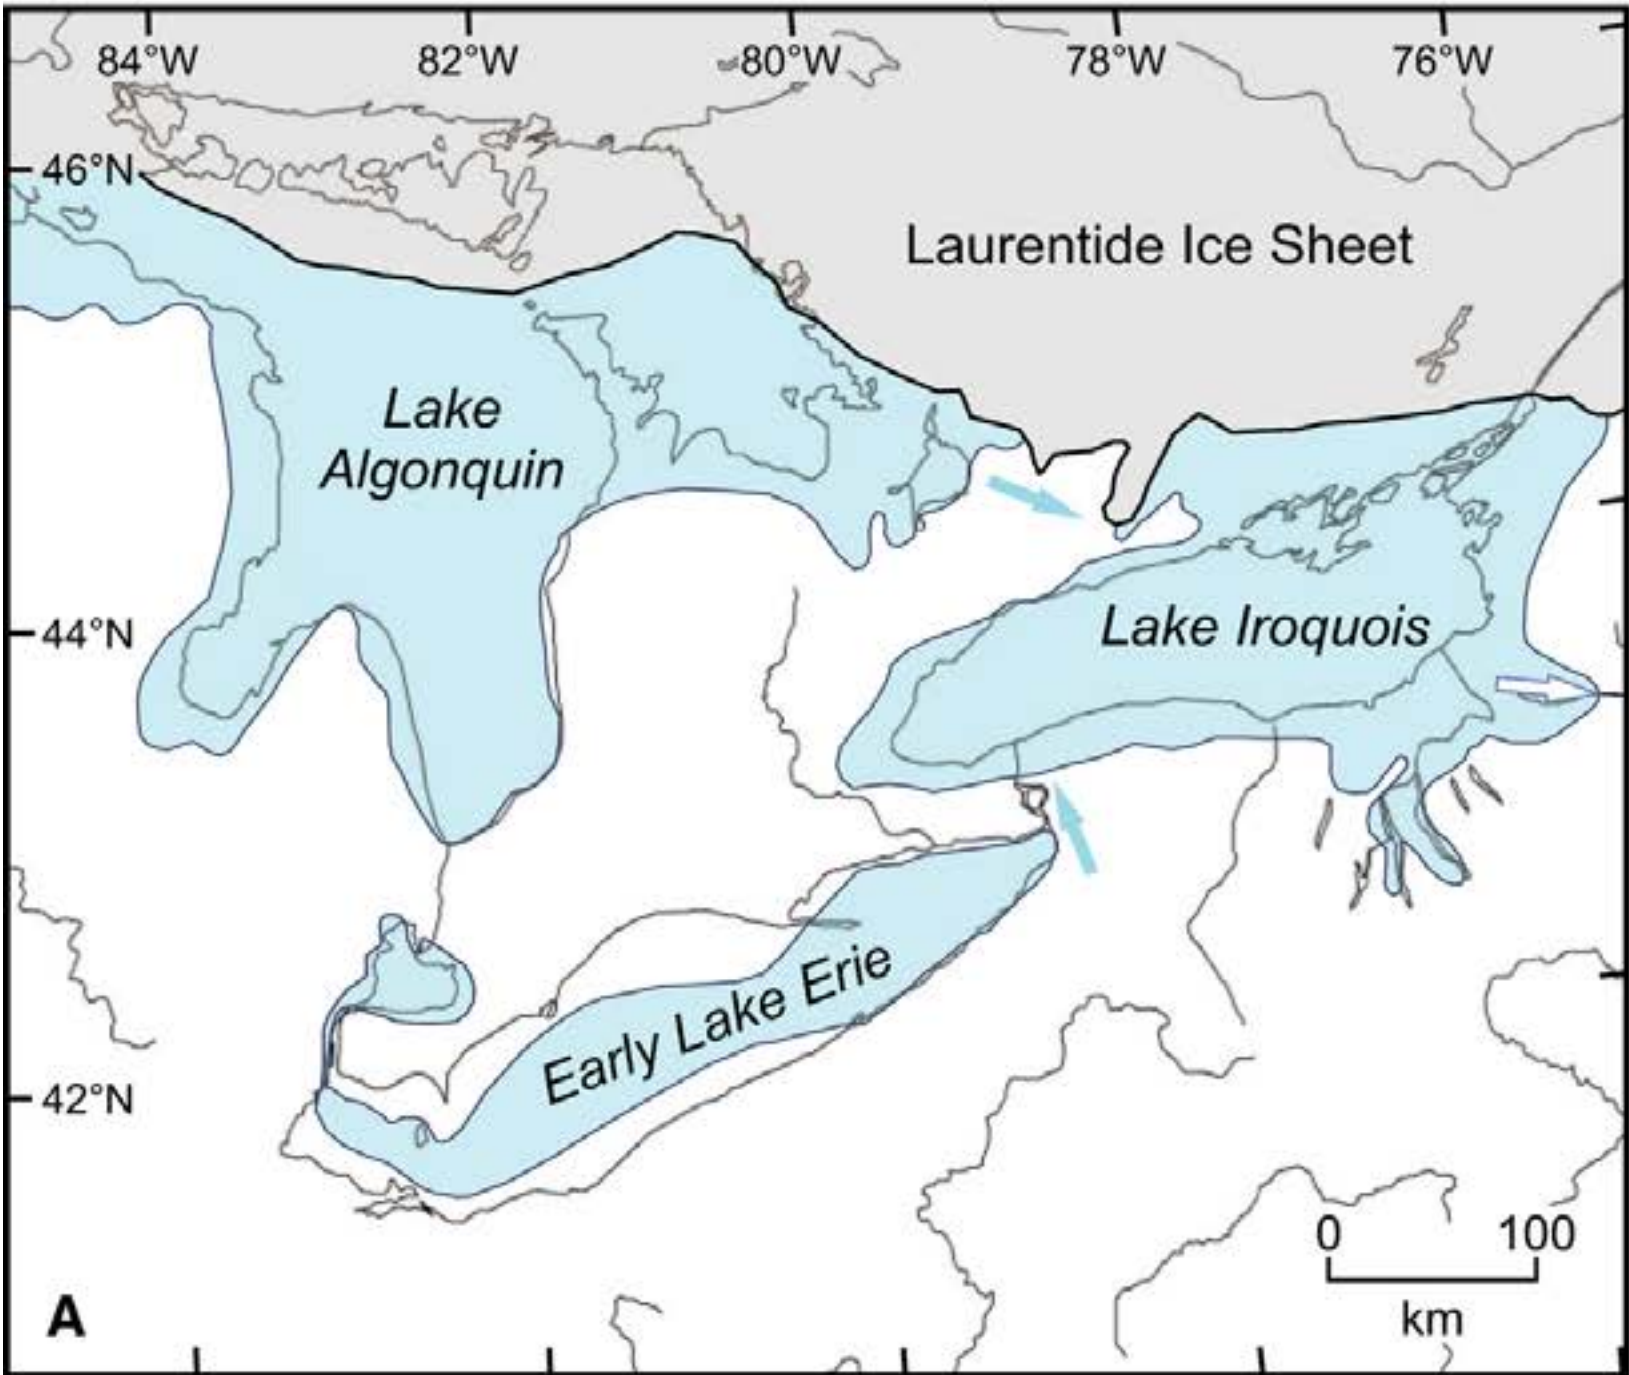 84°W 82°W 80°W 78°W 76°W
46°N
Laurentide Ice Sheet
Lake
Algonquin
44°N
Lake Iroquois
Early Lake Erie
42°N
0 100
km
A